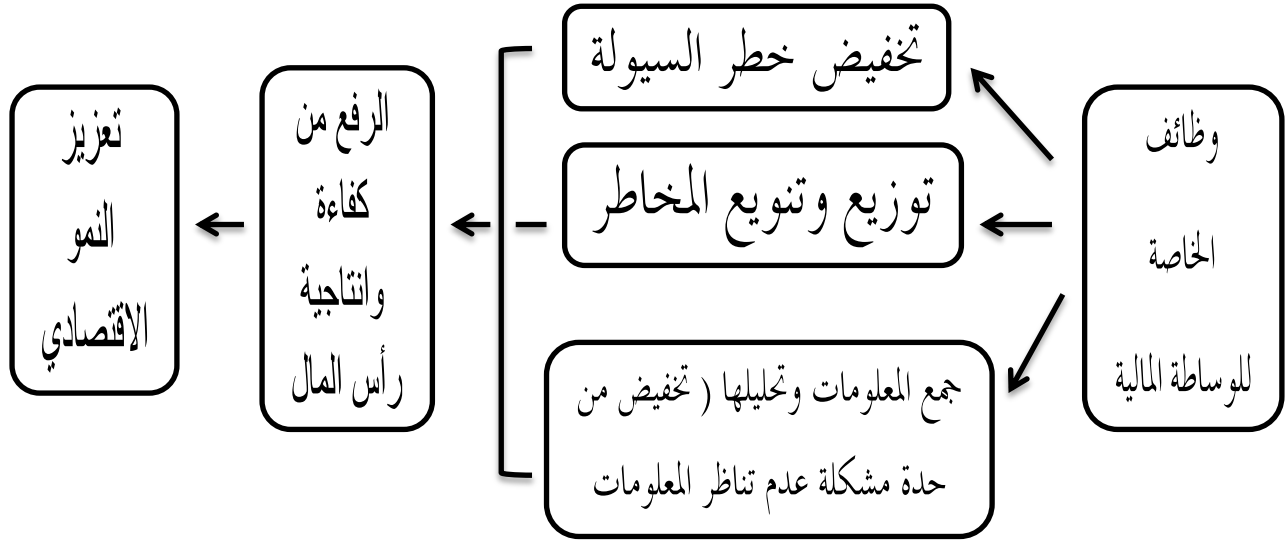 وظائف
الخاصة
للوساطة المالية
تخفيض خطر السيولة
توزيع وتنويع المخاطر
جمع المعلومات وتحليلها ( تخفيض من
حدة مشكلة عدم تناظر المعلومات
الرفع من
كفاءة
وانتاجية
رأس المال
تعزيز
النمو
الاقتصادي